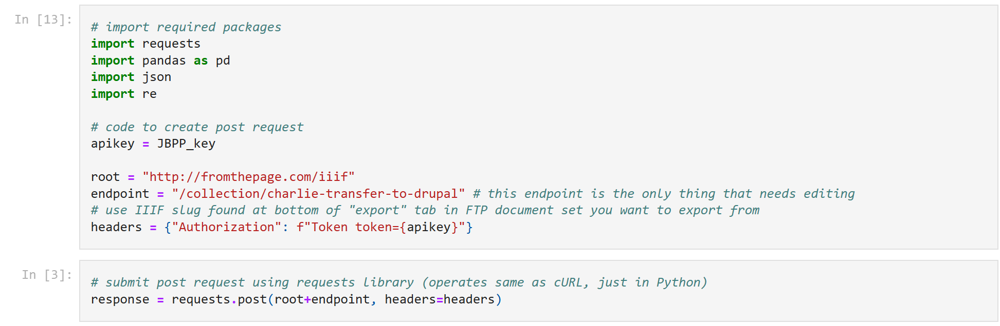 In [13]:
# import required packages
import requests
import pandas as pd
import json
import re
# code to create post request
apikey = JBPP_key
root = "http://fromthepage.com/iiif"
endpoint = "/collection/charlie-transfer-to-drupal" # this endpoint is the only thing that needs editing
# use IIIF slug found at bottom of "export" tab in FTP document set you want to export from
headers = {"Authorization": f"Token token={apikey}"}
In [3]:
# submit post request using requests library (operates same as cURL, just in Python)
response = requests.post(root+endpoint, headers=headers)